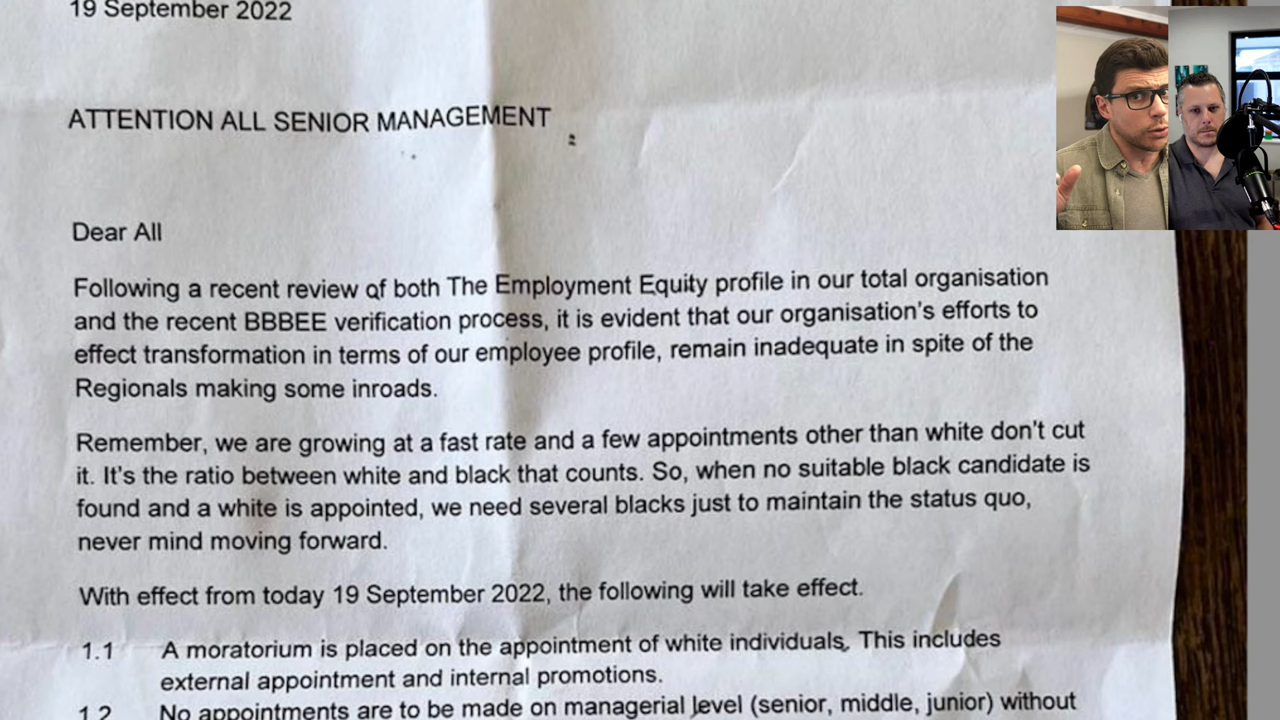 19 September 2022
ATTENTION ALL SENIOR MANAGEMENT
Dear All
Following a recent review of both The Employment Equity profile in our total organisation
and the recent BBBEE verification process, it is evident that our organisation's efforts to
effect transformation in terms of our employee profile, remain inadequate in spite of the
Regionals making some inroads.
Remember, we are growing at a fast rate and a few appointments other than white don't cut
it. It's the ratio between white and black that counts. So, when no suitable black candidate is
found and a white is appointed, we need several blacks just to maintain the status quo,
never mind moving forward.
With effect from today 19 September 2022, the following will take effect.
1.1 A moratorium is placed on the appointment of white individuals. This includes
external appointment and internal promotions.
1.2 No appointments are to be made on managerial level (senior, middle, junior) without